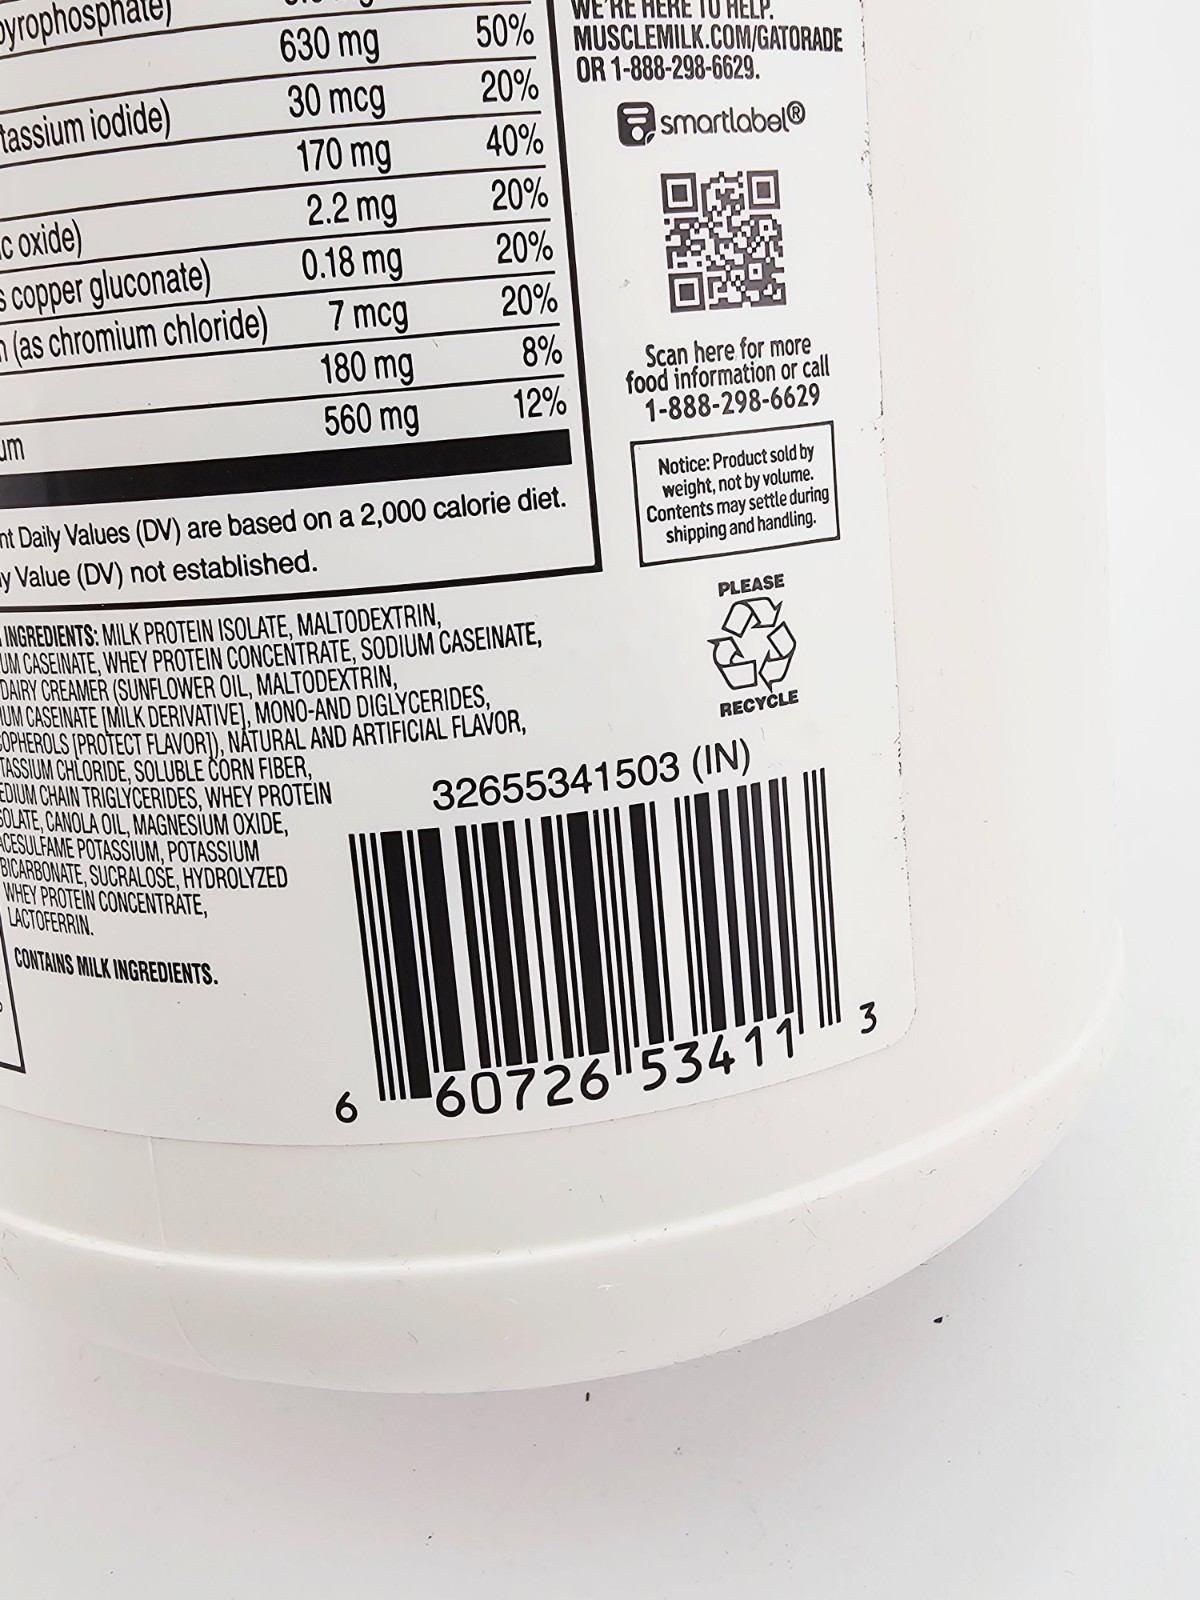 pyrophosphate)
630 mg 50%
30 mcg 20%
tassium iodide)
170 mg 40%
2.2 mg 20%
c oxide)
0.18 mg 20%
s copper gluconate)
7 mcg 20%
(as chromium chloride)
180 mg 8%
560 mg 12%
um
nt Daily Values (DV) are based on a 2,000 calorie diet.
y Value (DV) not established.
INGREDIENTS: MILK PROTEIN ISOLATE, MALTODEXTRIN,
UM CASEINATE, WHEY PROTEIN CONCENTRATE, SODIUM CASEINATE,
DAIRY CREAMER (SUNFLOWER OIL, MALTODEXTRIN,
IUM CASEINATE [MILK DERIVATIVE], MONO-AND DIGLYCERIDES,
COPHEROLS [PROTECT FLAVOR]), NATURAL AND ARTIFICIAL FLAVOR,
TASSIUM CHLORIDE, SOLUBLE CORN FIBER,
EDIUM CHAIN TRIGLYCERIDES, WHEY PROTEIN
SOLATE, CANOLA OIL, MAGNESIUM OXIDE,
ACESULFAME POTASSIUM, POTASSIUM
BICARBONATE, SUCRALOSE, HYDROLYZED
WHEY PROTEIN CONCENTRATE,
LACTOFERRIN.
CONTAINS MILK INGREDIENTS.
WE'RE HERE TO HELP.
MUSCLEMILK.COM/GATORADE
OR 1-888-298-6629.
smartlabel®
Scan here for more
food information or call
1-888-298-6629
Notice: Product sold by
weight, not by volume.
Contents may settle during
shipping and handling.
PLEASE
RECYCLE
32655341503 (IN)
6 60726 53411 3